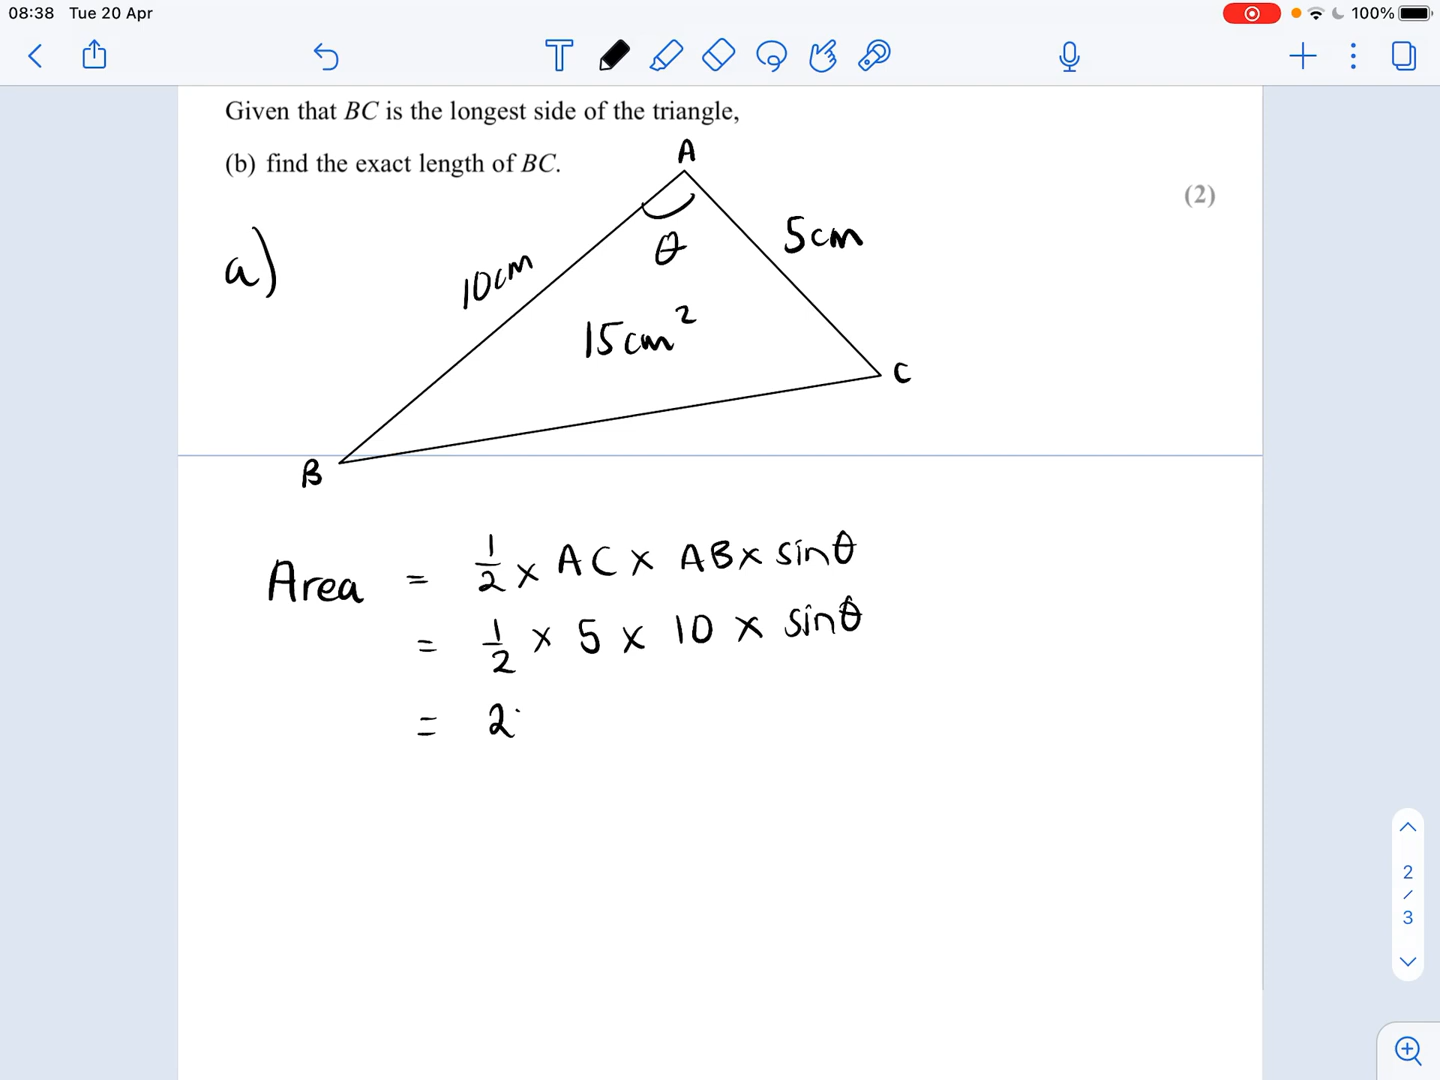 08:38 Tue 20 Apr 100%
Given that BC is the longest side of the triangle,
(b) find the exact length of BC.
(2)
A
a)
10cm
θ
5cm
15cm²
C
B
Area = 1/2 × AC × AB × sinθ
= 1/2 × 5 × 10 × sinθ
= 2
2
/
3